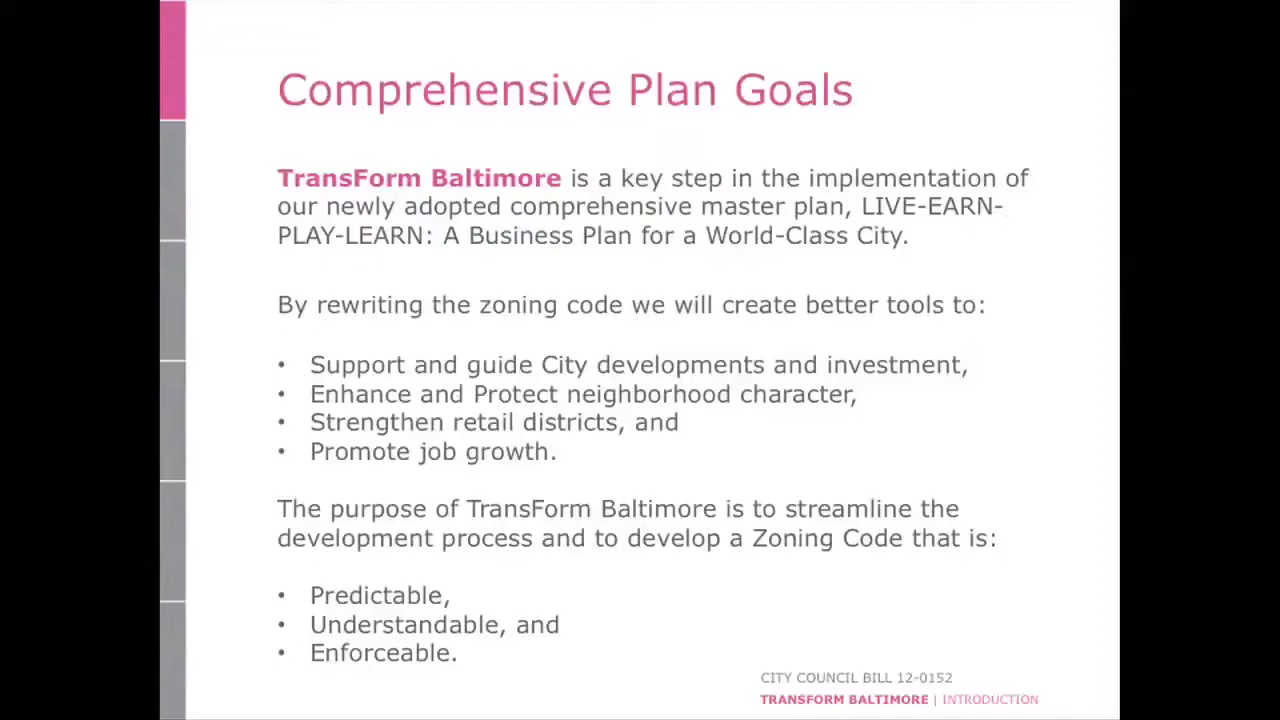 Comprehensive Plan Goals
TransForm Baltimore is a key step in the implementation of
our newly adopted comprehensive master plan, LIVE-EARN-
PLAY-LEARN: A Business Plan for a World-Class City.
By rewriting the zoning code we will create better tools to:
• Support and guide City developments and investment,
• Enhance and Protect neighborhood character,
• Strengthen retail districts, and
• Promote job growth.
The purpose of TransForm Baltimore is to streamline the
development process and to develop a Zoning Code that is:
• Predictable,
• Understandable, and
• Enforceable.
CITY COUNCIL BILL 12-0152
TRANSFORM BALTIMORE | INTRODUCTION